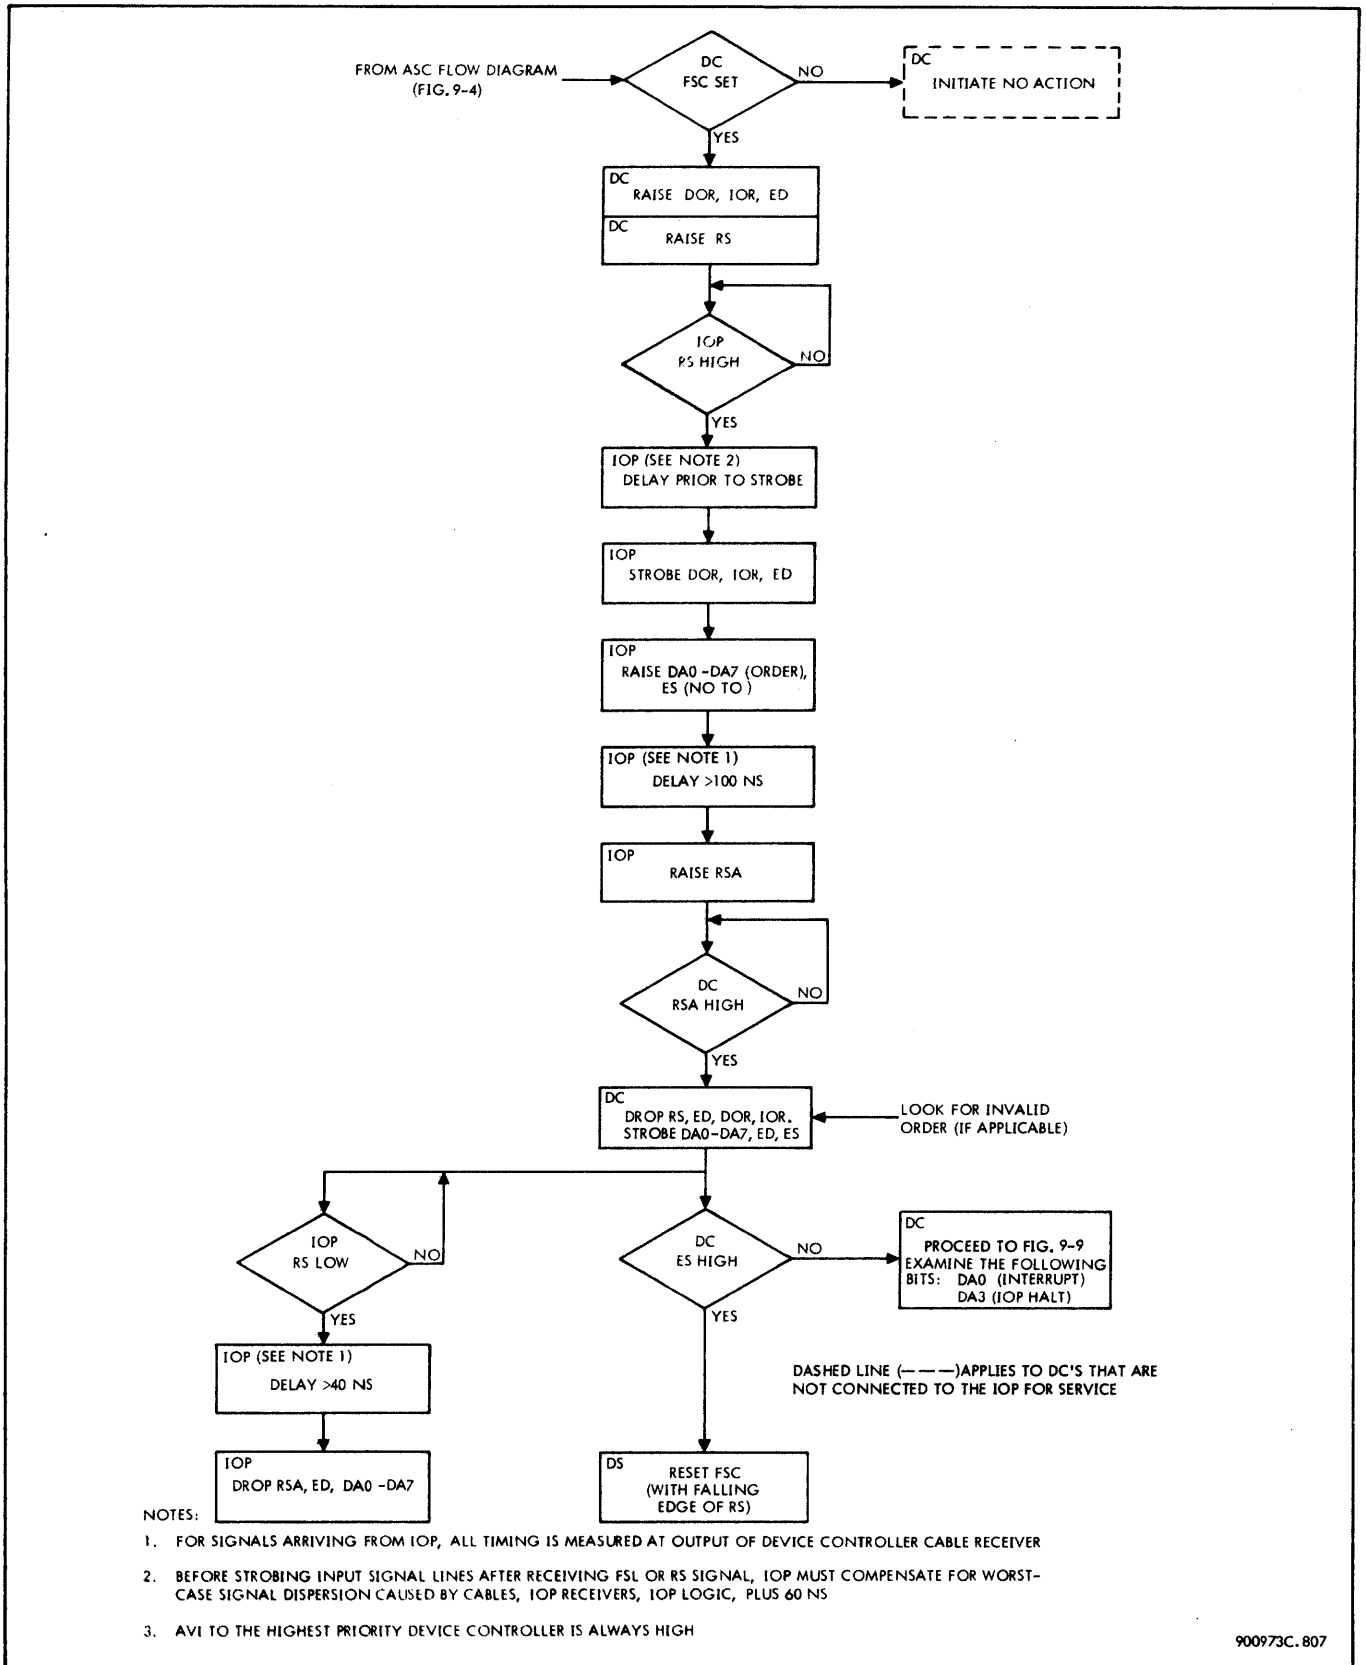 FROM ASC FLOW DIAGRAM
(FIG. 9-4)
DC
FSC SET
NO
DC
INITIATE NO ACTION
YES
DC
RAISE DOR, IOR, ED
DC
RAISE RS
IOP
RS HIGH
NO
YES
IOP (SEE NOTE 2)
DELAY PRIOR TO STROBE
IOP
STROBE DOR, IOR, ED
IOP
RAISE DA0-DA7 (ORDER),
ES (NO TO)
IOP (SEE NOTE 1)
DELAY >100 NS
IOP
RAISE RSA
DC
RSA HIGH
NO
YES
DC
DROP RS, ED, DOR, IOR.
STROBE DA0-DA7, ED, ES
LOOK FOR INVALID
ORDER (IF APPLICABLE)
IOP
RS LOW
NO
YES
DC
ES HIGH
NO
YES
DC
PROCEED TO FIG. 9-9
EXAMINE THE FOLLOWING
BITS: DA0 (INTERRUPT)
DA3 (IOP HALT)
IOP (SEE NOTE 1)
DELAY >40 NS
DASHED LINE (———) APPLIES TO DC'S THAT ARE
NOT CONNECTED TO THE IOP FOR SERVICE
IOP
DROP RSA, ED, DA0-DA7
DS
RESET FSC
(WITH FALLING
EDGE OF RS)
NOTES:
1. FOR SIGNALS ARRIVING FROM IOP, ALL TIMING IS MEASURED AT OUTPUT OF DEVICE CONTROLLER CABLE RECEIVER
2. BEFORE STROBING INPUT SIGNAL LINES AFTER RECEIVING FSL OR RS SIGNAL, IOP MUST COMPENSATE FOR WORST-
CASE SIGNAL DISPERSION CAUSED BY CABLES, IOP RECEIVERS, IOP LOGIC, PLUS 60 NS
3. AVI TO THE HIGHEST PRIORITY DEVICE CONTROLLER IS ALWAYS HIGH
900973C.807